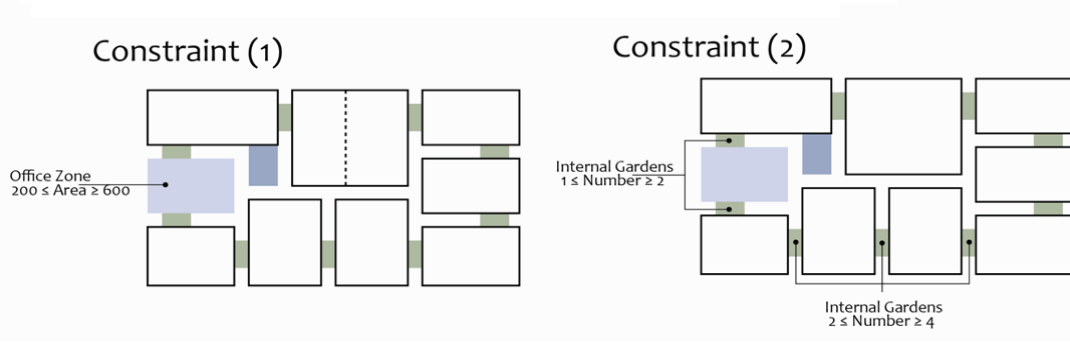 Constraint (1)
Constraint (2)
Office Zone
200 ≤ Area ≥ 600
Internal Gardens
1 ≤ Number ≥ 2
Internal Gardens
2 ≤ Number ≥ 4